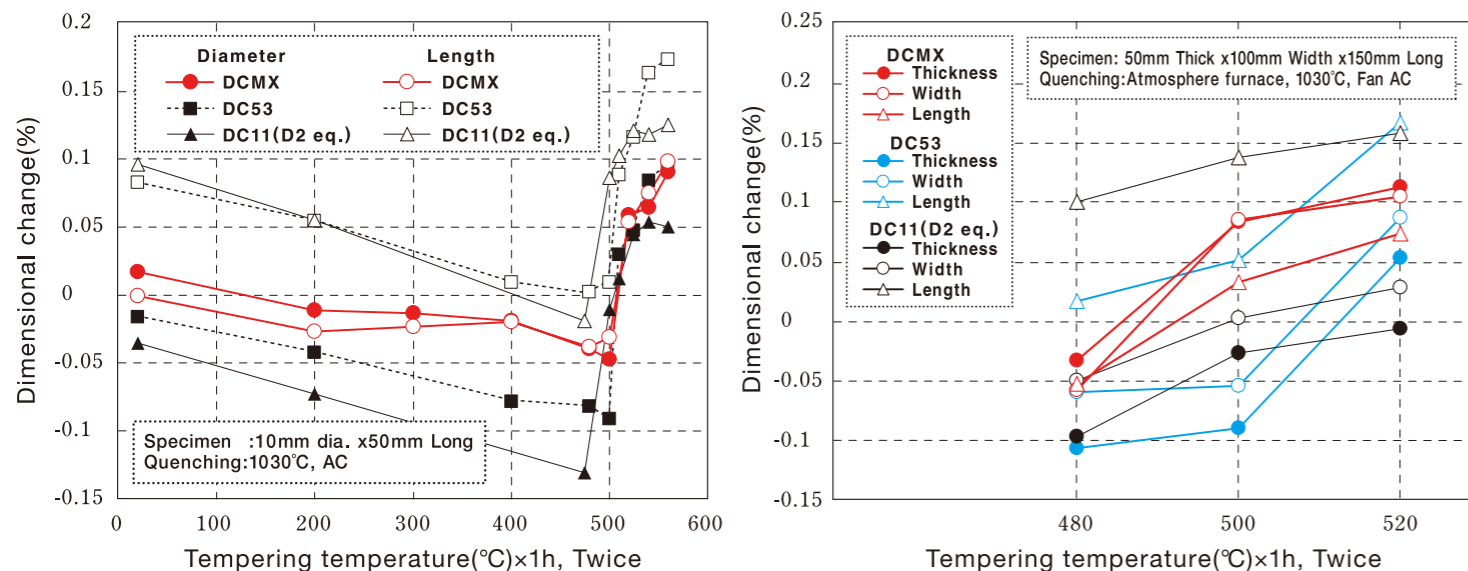 0.2
0.15
0.1
0.05
0
-0.05
-0.1
-0.15
Dimensional change(%)
Diameter Length
DCMX DCMX
DC53 DC53
DC11(D2 eq.) DC11(D2 eq.)
Specimen :10mm dia. x50mm Long
Quenching:1030℃, AC
0 100 200 300 400 500 600
Tempering temperature(℃)×1h, Twice
0.25
0.2
0.15
0.1
0.05
0
-0.05
-0.1
-0.15
Dimensional change(%)
DCMX
Thickness
Width
Length
DC53
Thickness
Width
Length
DC11(D2 eq.)
Thickness
Width
Length
Specimen: 50mm Thick x100mm Width x150mm Long
Quenching:Atmosphere furnace, 1030℃, Fan AC
480 500 520
Tempering temperature(℃)×1h, Twice